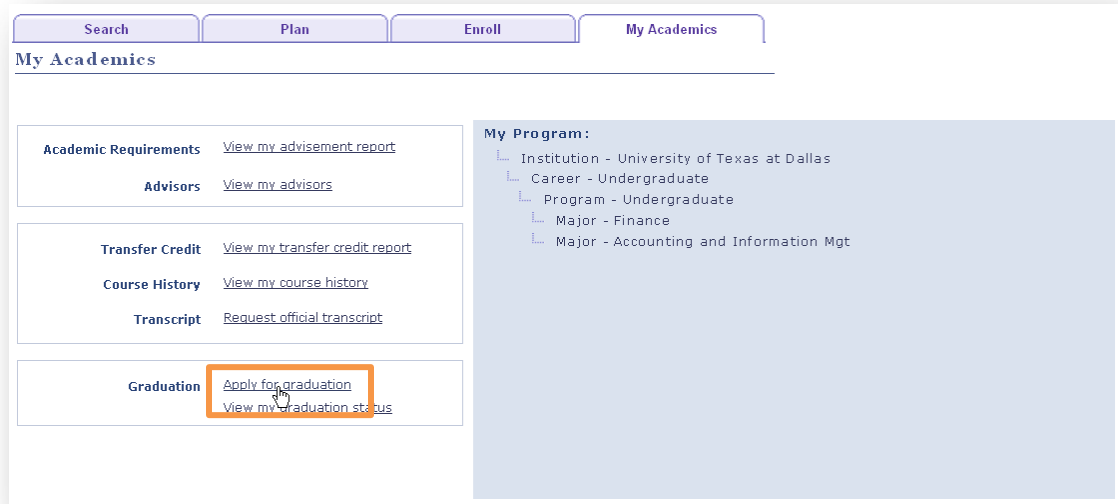 Search Plan Enroll My Academics
My Academics
Academic Requirements View my advisement report
Advisors View my advisors
Transfer Credit View my transfer credit report
Course History View my course history
Transcript Request official transcript
Graduation Apply for graduation
View my graduation status
My Program:
Institution - University of Texas at Dallas
Career - Undergraduate
Program - Undergraduate
Major - Finance
Major - Accounting and Information Mgt